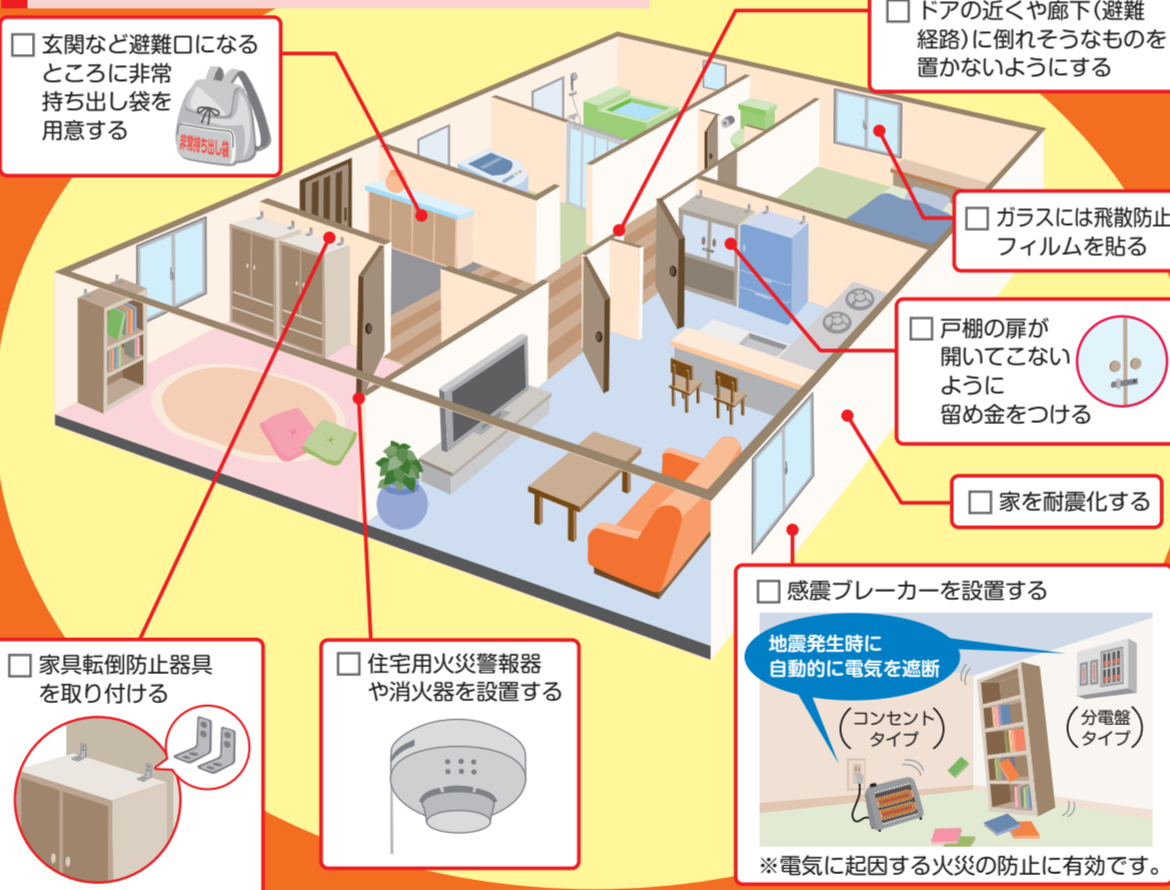 □ 玄関など避難口になる
ところに非常
持ち出し袋を
用意する
非常持ち出し袋
□ ドアの近くや廊下（避難
経路）に倒れそうなものを
置かないようにする
□ ガラスには飛散防止
フィルムを貼る
□ 戸棚の扉が
開いてこない
ように
留め金をつける
□ 家を耐震化する
□ 家具転倒防止器具
を取り付ける
□ 住宅用火災警報器
や消火器を設置する
□ 感震ブレーカーを設置する
地震発生時に
自動的に電気を遮断
（コンセント
タイプ）
（分電盤
タイプ）
※電気に起因する火災の防止に有効です。